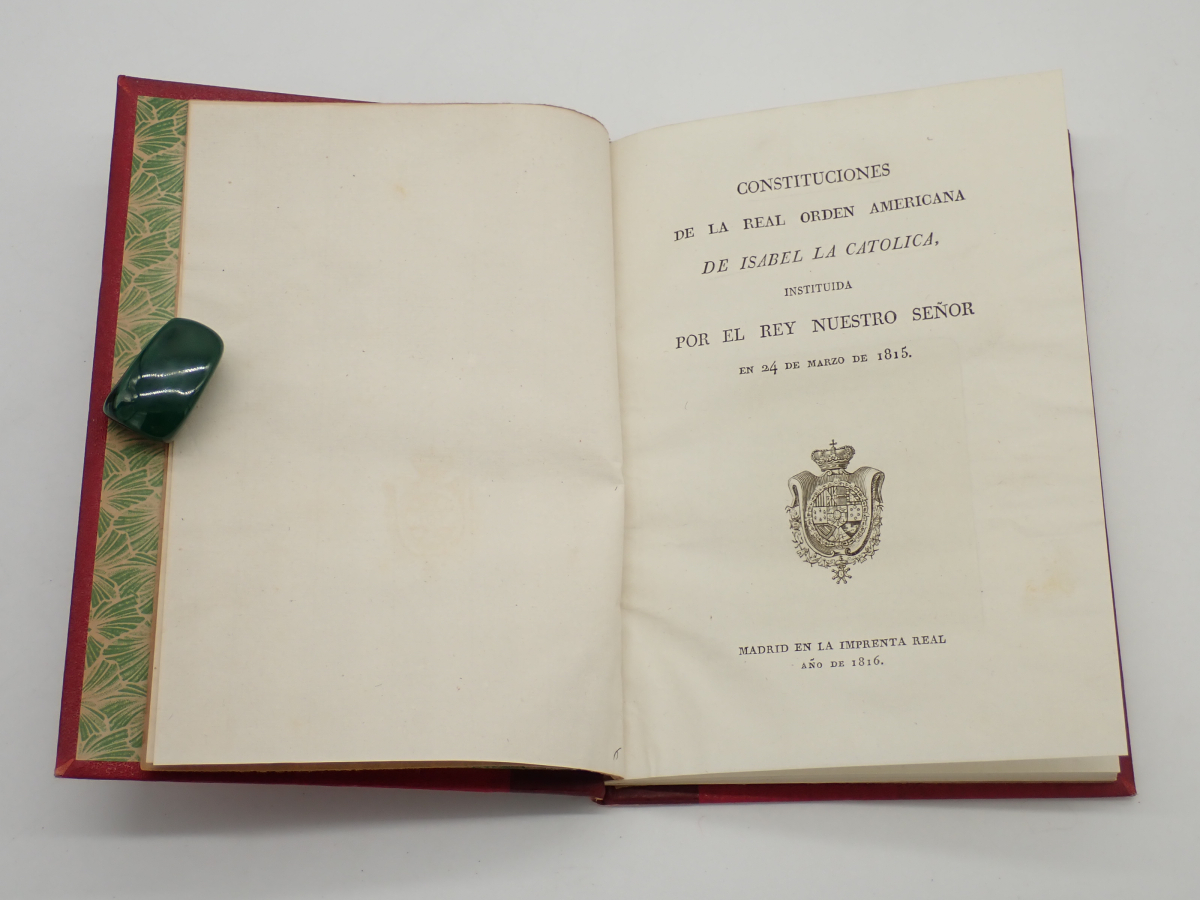 CONSTITUCIONES
DE LA REAL ORDEN AMERICANA
DE ISABEL LA CATOLICA,
INSTITUIDA
POR EL REY NUESTRO SEÑOR
EN 24 DE MARZO DE 1815.
MADRID EN LA IMPRENTA REAL
AÑO DE 1816.